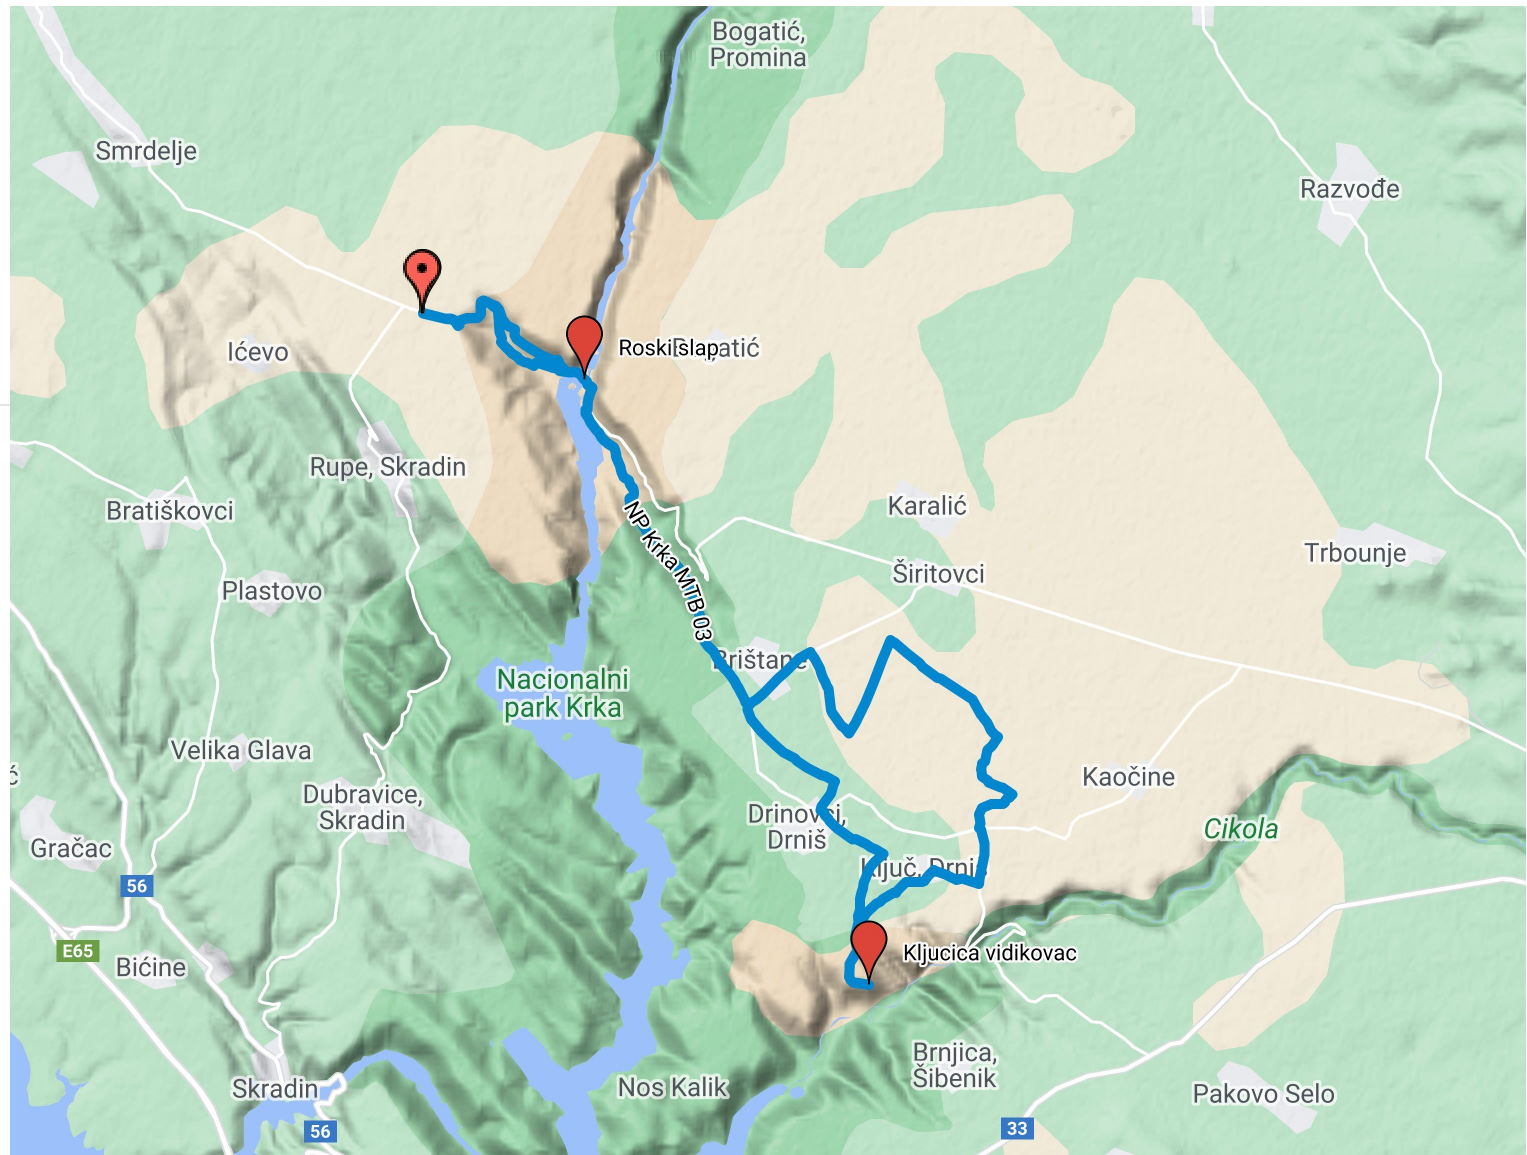 Bogatić,
Promina
Smrdelje
Razvođe
Roski slap
Ićevo
Rupe, Skradin
Bratiškovci
Karalić
NP Krka MTB 03
Širitovci
Trbounje
Plastovo
Brištane
Nacionalni
park Krka
Velika Glava
Kaočine
Dubravice,
Skradin
Drinovci,
Drniš
Cikola
Gračac
Ključ, Drniš
56
E65
Bićine
Kljucica vidikovac
Brnjica,
Šibenik
Skradin
Nos Kalik
Pakovo Selo
56
33